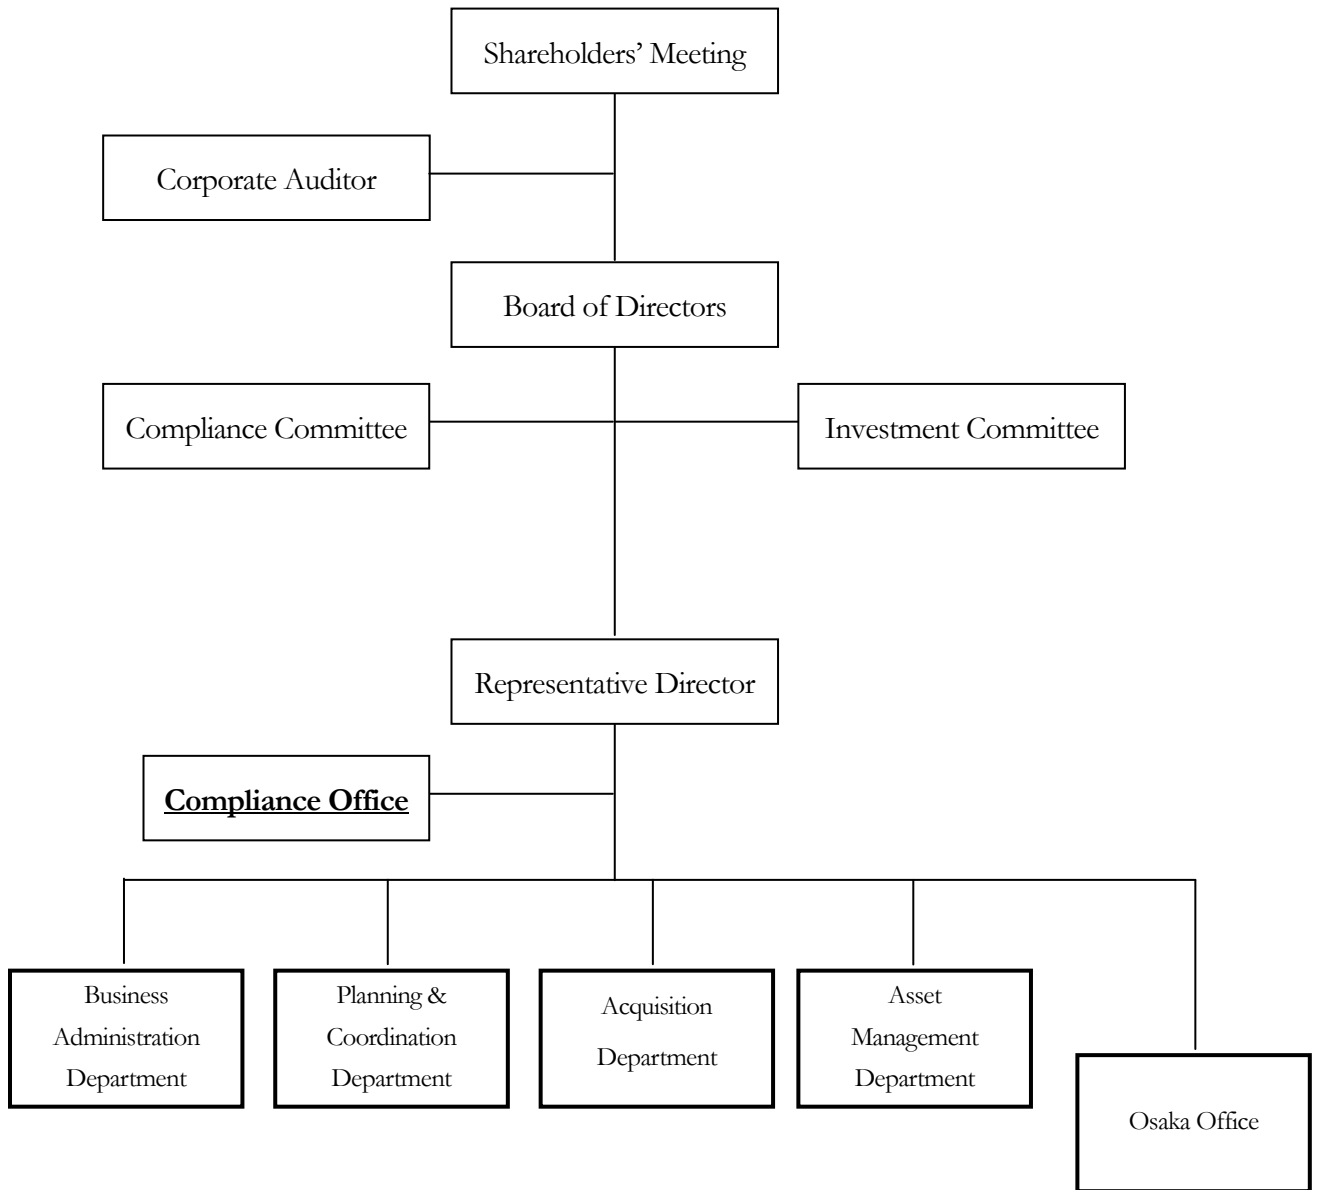 Shareholders’ Meeting
Corporate Auditor
Board of Directors
Compliance Committee
Investment Committee
Representative Director
Compliance Office
Business
Administration
Department
Planning &
Coordination
Department
Acquisition
Department
Asset
Management
Department
Osaka Office